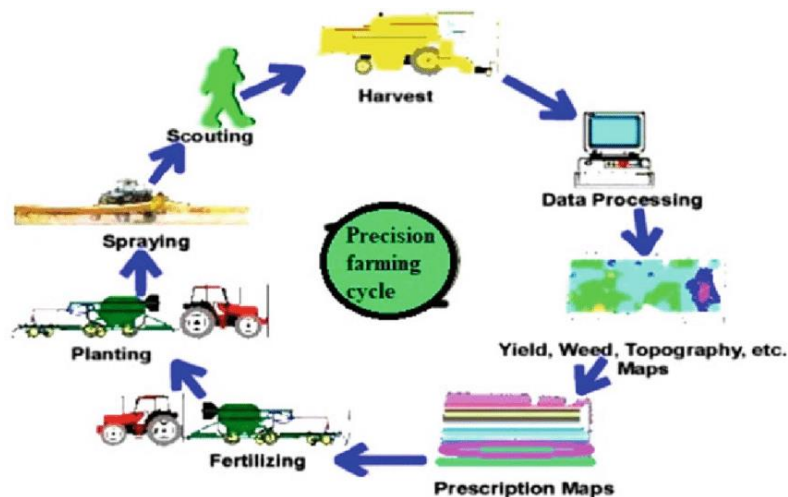 Harvest
Scouting
Data Processing
Spraying
Precision
farming
cycle
Planting
Yield, Weed, Topography, etc.
Maps
Fertilizing
Prescription Maps